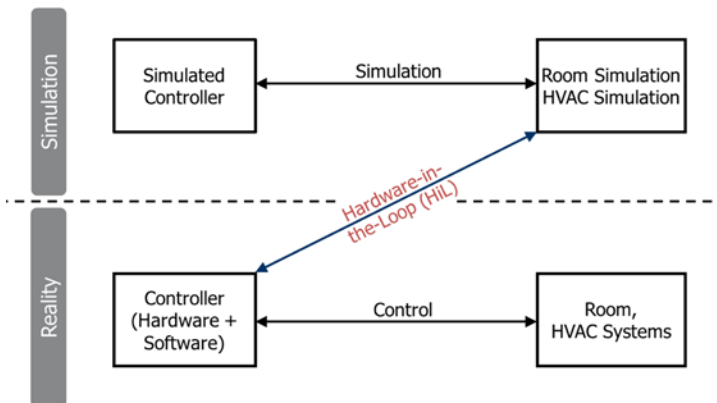 Simulation
Simulated
Controller
Simulation
Room Simulation
HVAC Simulation
Hardware-in-
the-Loop (HiL)
Reality
Controller
(Hardware +
Software)
Control
Room,
HVAC Systems